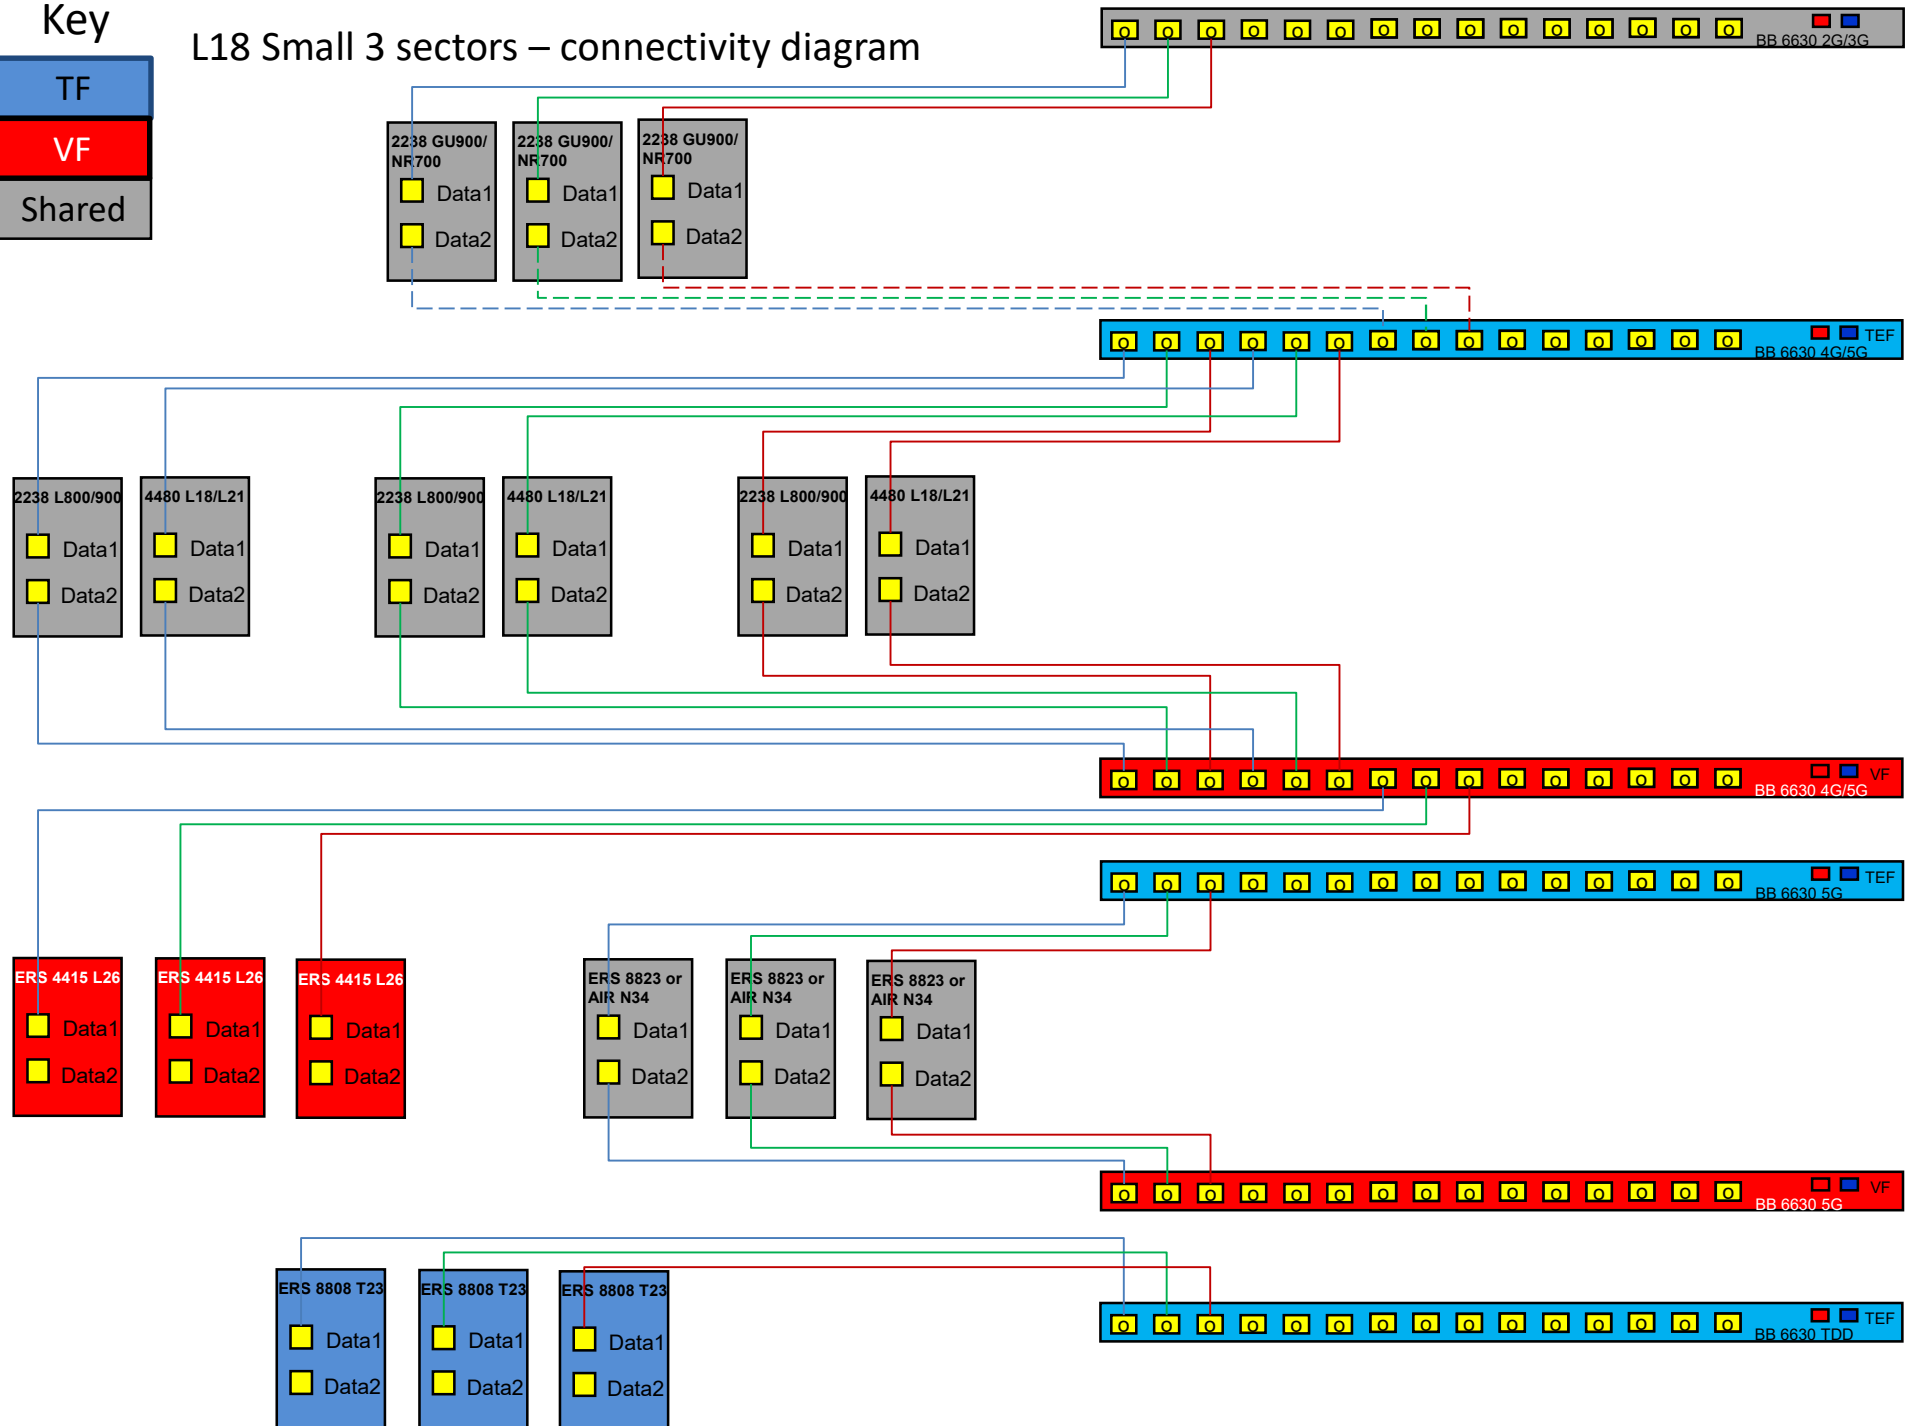 Key
L18 Small 3 sectors – connectivity diagram
TF
VF
Shared
O O O O O O O O O O O O O O O
BB 6630 2G/3G
2238 GU900/
NR700
Data1
Data2
2238 GU900/
NR700
Data1
Data2
2238 GU900/
NR700
Data1
Data2
O O O O O O O O O O O O O O O
TEF
BB 6630 4G/5G
2238 L800/900
Data1
Data2
4480 L18/L21
Data1
Data2
2238 L800/900
Data1
Data2
4480 L18/L21
Data1
Data2
2238 L800/900
Data1
Data2
4480 L18/L21
Data1
Data2
O O O O O O O O O O O O O O O
VF
BB 6630 4G/5G
O O O O O O O O O O O O O O O
TEF
BB 6630 5G
ERS 4415 L26
Data1
Data2
ERS 4415 L26
Data1
Data2
ERS 4415 L26
Data1
Data2
ERS 8823 or
AIR N34
Data1
Data2
ERS 8823 or
AIR N34
Data1
Data2
ERS 8823 or
AIR N34
Data1
Data2
O O O O O O O O O O O O O O O
VF
BB 6630 5G
ERS 8808 T23
Data1
Data2
ERS 8808 T23
Data1
Data2
ERS 8808 T23
Data1
Data2
O O O O O O O O O O O O O O O
TEF
BB 6630 TDD